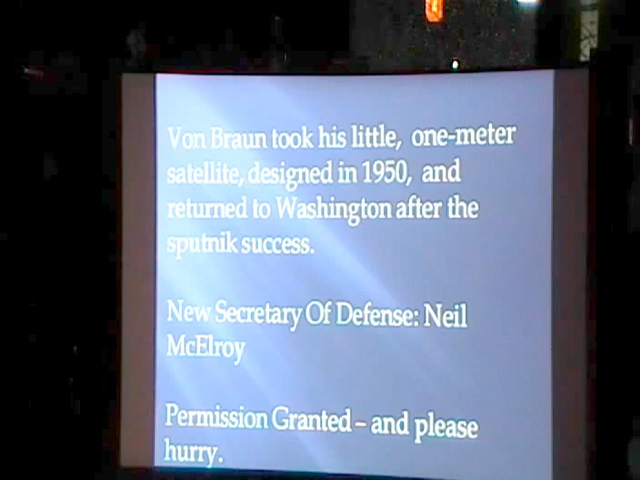 Von Braun took his little, one-meter
satellite, designed in 1950, and
returned to Washington after the
sputnik success.
New Secretary Of Defense: Neil
McElroy
Permission Granted – and please
hurry.